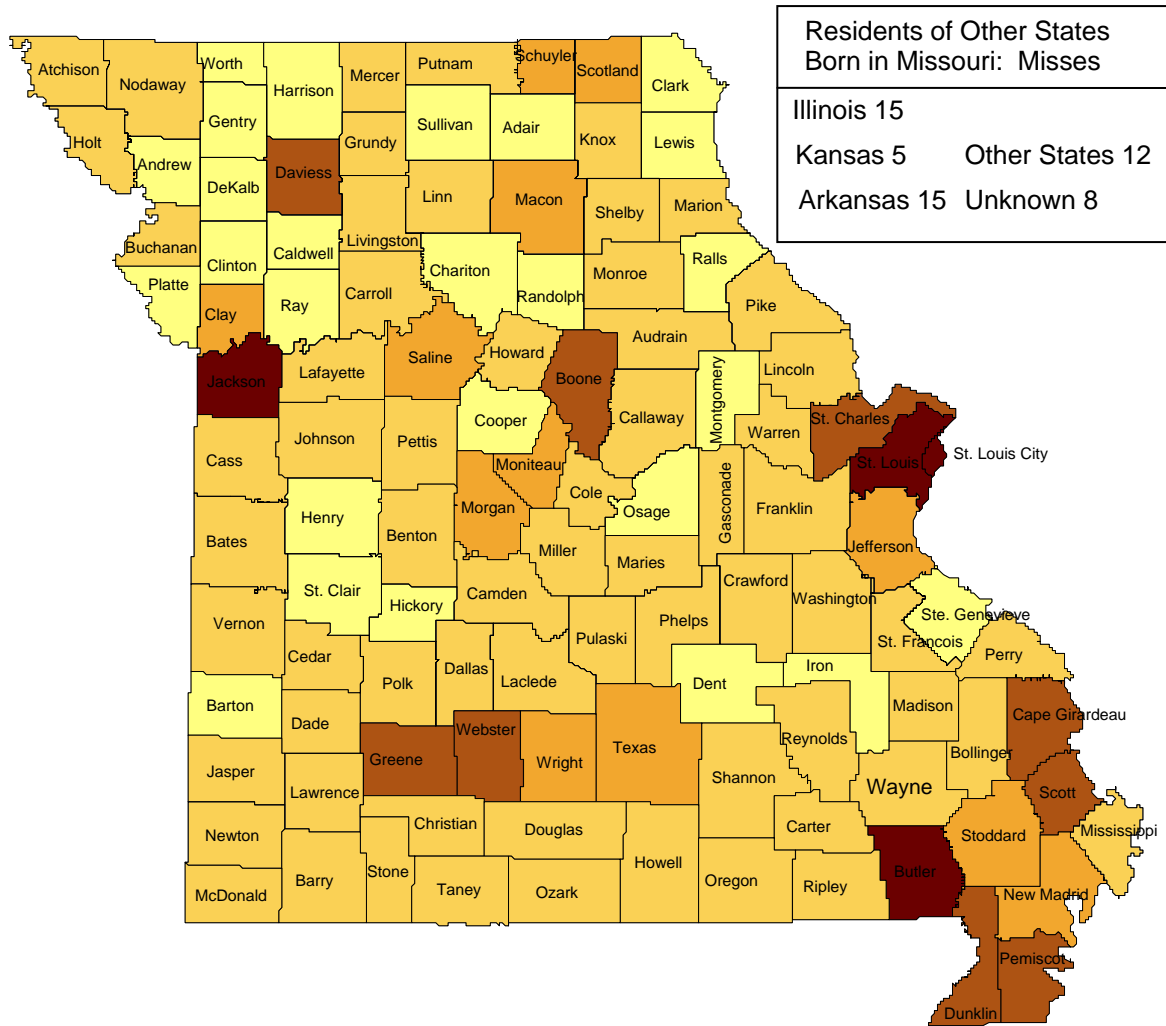 Residents of Other States
Born in Missouri: Misses
Illinois 15
Kansas 5 Other States 12
Arkansas 15 Unknown 8
Atchison
Nodaway
Worth
Harrison
Mercer
Putnam
Schuyler
Scotland
Clark
Holt
Gentry
Sullivan
Adair
Knox
Lewis
Andrew
DeKalb
Daviess
Grundy
Linn
Macon
Shelby
Marion
Buchanan
Clinton
Caldwell
Livingston
Chariton
Randolph
Monroe
Ralls
Platte
Clay
Ray
Carroll
Pike
Jackson
Lafayette
Saline
Howard
Boone
Audrain
Lincoln
Cass
Johnson
Pettis
Cooper
Moniteau
Callaway
Montgomery
Warren
St. Charles
St. Louis
St. Louis City
Bates
Henry
Benton
Morgan
Cole
Miller
Osage
Gasconade
Franklin
Jefferson
Vernon
St. Clair
Hickory
Camden
Maries
Pulaski
Phelps
Crawford
Washington
Ste. Genevieve
St. Francois
Perry
Barton
Cedar
Polk
Dallas
Laclede
Dent
Iron
Madison
Bollinger
Cape Girardeau
Jasper
Dade
Greene
Webster
Wright
Texas
Shannon
Reynolds
Wayne
Scott
Newton
Lawrence
Christian
Douglas
Howell
Carter
Stoddard
Mississippi
McDonald
Barry
Stone
Taney
Ozark
Oregon
Ripley
Butler
New Madrid
Pemiscot
Dunklin